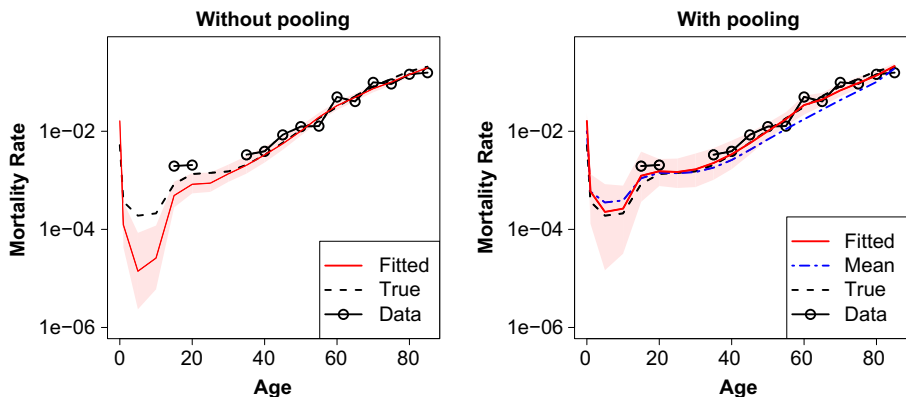 Without pooling
Mortality Rate
1e−02
1e−04
1e−06
0 20 40 60 80
Age
Fitted
True
Data
With pooling
Mortality Rate
1e−02
1e−04
1e−06
0 20 40 60 80
Age
Fitted
Mean
True
Data